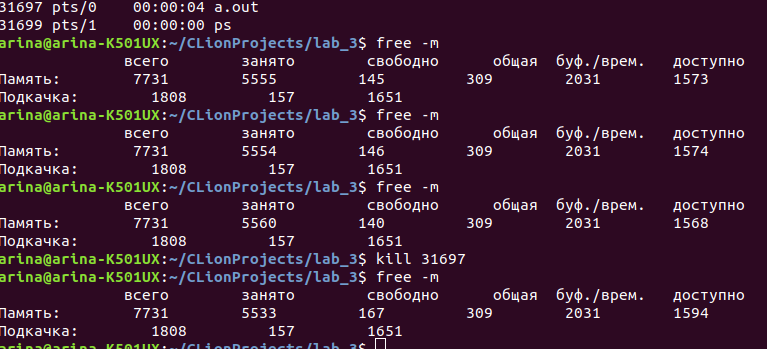 31697 pts/0    00:00:04 a.out
31699 pts/1    00:00:00 ps
arina@arina-K501UX:~/CLionProjects/lab_3$ free -m
всего занято свободно общая буф./врем. доступно
Память: 7731 5555 145 309 2031 1573
Подкачка: 1808 157 1651
arina@arina-K501UX:~/CLionProjects/lab_3$ free -m
всего занято свободно общая буф./врем. доступно
Память: 7731 5554 146 309 2031 1574
Подкачка: 1808 157 1651
arina@arina-K501UX:~/CLionProjects/lab_3$ free -m
всего занято свободно общая буф./врем. доступно
Память: 7731 5560 140 309 2031 1568
Подкачка: 1808 157 1651
arina@arina-K501UX:~/CLionProjects/lab_3$ kill 31697
arina@arina-K501UX:~/CLionProjects/lab_3$ free -m
всего занято свободно общая буф./врем. доступно
Память: 7731 5533 167 309 2031 1594
Подкачка: 1808 157 1651
arina@arina-K501UX:~/CLionProjects/lab_3$